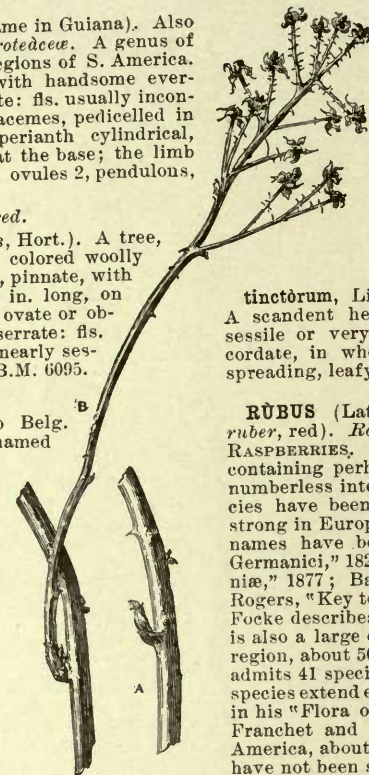 me in Guiana). Also
roteàceæ. A genus of
egions of S. America.
with handsome ever-
te: fls. usually incon-
acemes, pedicelled in
perianth cylindrical,
at the base; the limb
ovules 2, pendulous,
ed.
s, Hort.). A tree,
colored woolly
, pinnate, with
in. long, on
ovate or ob-
serrate: fls.
nearly ses-
B.M. 6095.
o Belg.
named
B
A
tinctòrum, Li
A scandent he
sessile or very
cordate, in wh
spreading, leafy
RÙBUS (Lat
ruber, red). Ro
RASPBERRIES.
containing perh
numberless inte
cies have been
strong in Europ
names have be
Germanici," 182
niæ," 1877; Ba
Rogers, "Key to
Focke describes
is also a large
region, about 50
admits 41 speci
species extend e
in his "Flora o
Franchet and
America, about
have not been s